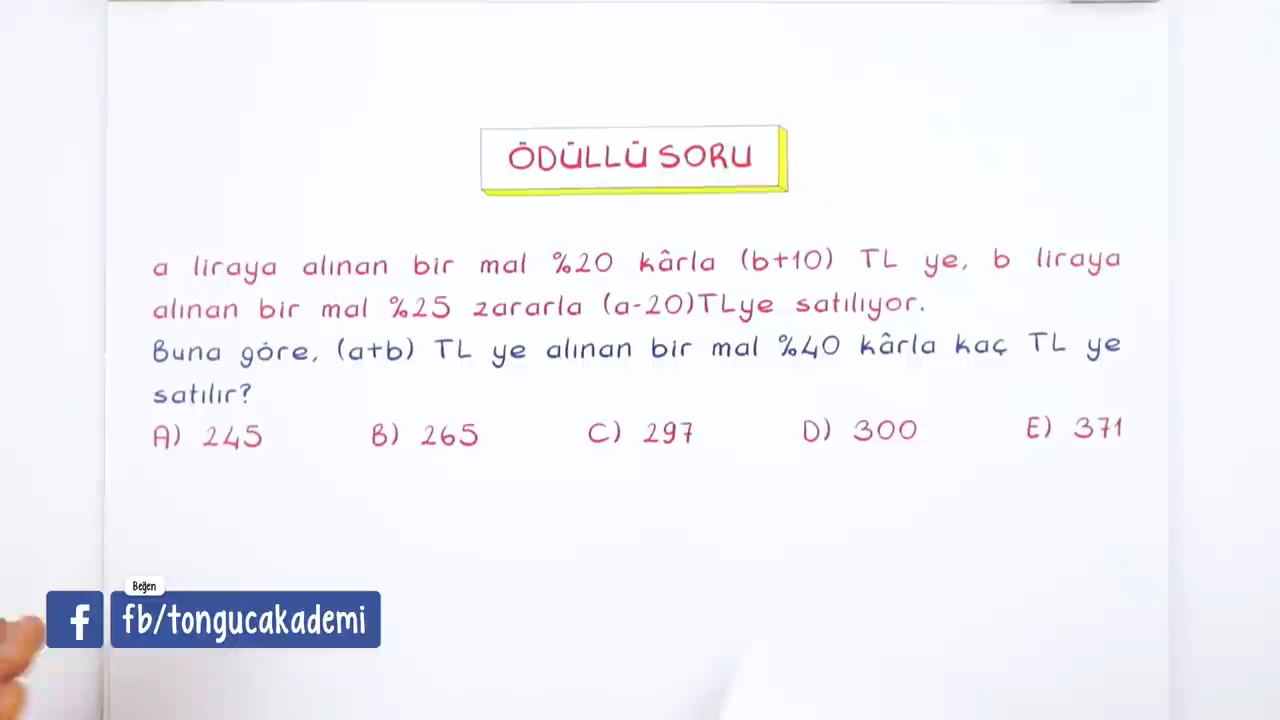 ÖDÜLLÜ SORU
a liraya alınan bir mal %20 kârla (b+10) TL ye, b liraya
alınan bir mal %25 zararla (a-20)TLye satılıyor.
Buna göre, (a+b) TL ye alınan bir mal %40 kârla kaç TL ye
satılır?
A) 245 B) 265 C) 297 D) 300 E) 371
Beğen
f fb/tongucakademi